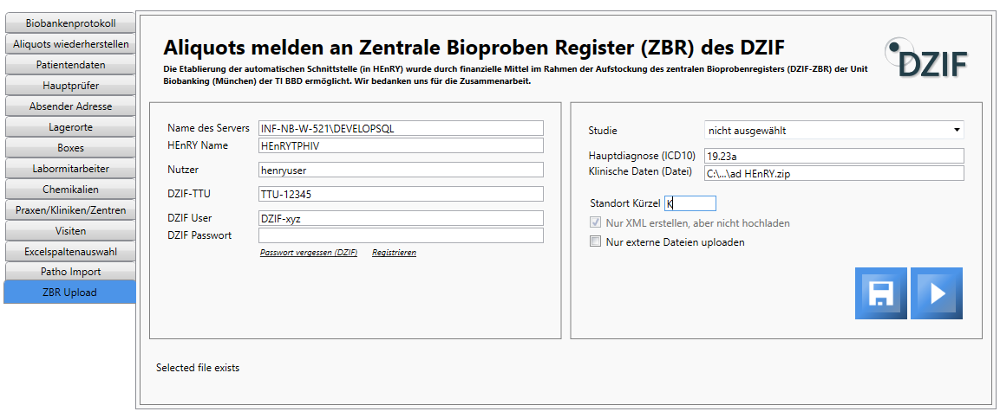 Biobankenprotokoll
Aliquots wiederherstellen
Patientendaten
Hauptprüfer
Absender Adresse
Lagerorte
Boxes
Labormitarbeiter
Chemikalien
Praxen/Kliniken/Zentren
Visiten
Excelspaltenauswahl
Patho Import
ZBR Upload
Aliquots melden an Zentrale Bioproben Register (ZBR) des DZIF
Die Etablierung der automatischen Schnittstelle (in HEnRY) wurde durch finanzielle Mittel im Rahmen der Aufstockung des zentralen Bioprobenregisters (DZIF-ZBR) der Unit
Biobanking (München) der TI BBD ermöglicht. Wir bedanken uns für die Zusammenarbeit.
DZIF
Name des Servers INF-NB-W-521\DEVELOPSQL
HEnRY Name HEnRYTPHIV
Nutzer henryuser
DZIF-TTU TTU-12345
DZIF User DZIF-xyz
DZIF Passwort
Passwort vergessen (DZIF) Registrieren
Studie nicht ausgewählt
Hauptdiagnose (ICD10) 19.23a
Klinische Daten (Datei) C:\...\ad HEnRY.zip
Standort Kürzel K
Nur XML erstellen, aber nicht hochladen
Nur externe Dateien uploaden
Selected file exists